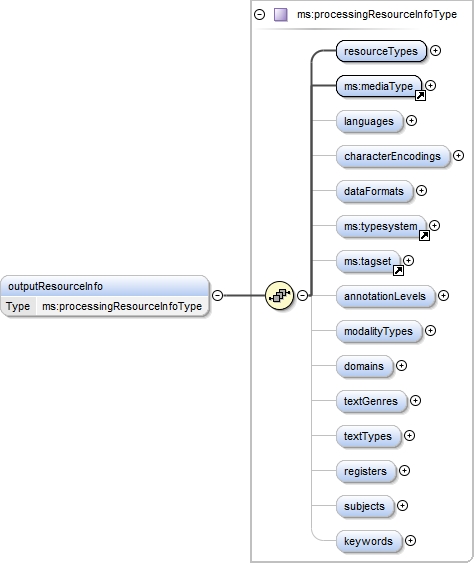 ms:processingResourceInfoType
resourceTypes
ms:mediaType
languages
characterEncodings
dataFormats
ms:typesystem
ms:tagset
outputResourceInfo
Type ms:processingResourceInfoType
annotationLevels
modalityTypes
domains
textGenres
textTypes
registers
subjects
keywords